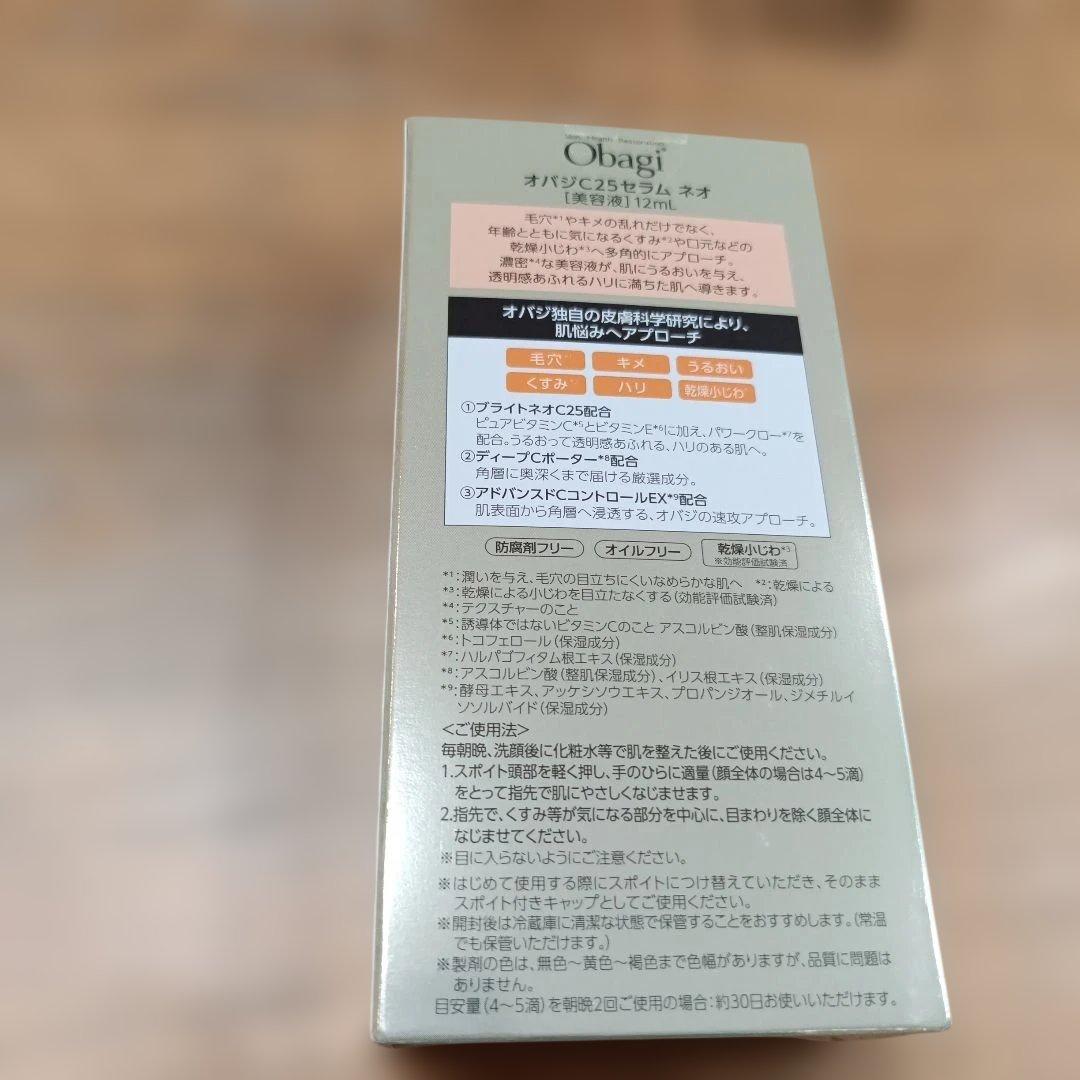 Skin Health Restoration
Obagi
オバジC25セラム ネオ
[美容液] 12mL
毛穴*1やキメの乱れだけでなく、
年齢とともに気になるくすみ*2や口元などの
乾燥小じわ*3へ多角的にアプローチ。
濃密*4な美容液が、肌にうるおいを与え、
透明感あふれるハリに満ちた肌へ導きます。
オバジ独自の皮膚科学研究により、
肌悩みへアプローチ
毛穴*1 キメ うるおい
くすみ*2 ハリ 乾燥小じわ*3
①ブライトネオC25配合
ピュアビタミンC*5とビタミンE*6に加え、パワークロー*7を
配合。うるおって透明感あふれる、ハリのある肌へ。
②ディープCポーター*8配合
角層に奥深くまで届ける厳選成分。
③アドバンスドCコントロールEX*9配合
肌表面から角層へ浸透する、オバジの速攻アプローチ。
防腐剤フリー オイルフリー 乾燥小じわ*3
※効能評価試験済
*1:潤いを与え、毛穴の目立ちにくいなめらかな肌へ *2:乾燥による
*3:乾燥による小じわを目立たなくする(効能評価試験済)
*4:テクスチャーのこと
*5:誘導体ではないビタミンCのこと アスコルビン酸(整肌保湿成分)
*6:トコフェロール(保湿成分)
*7:ハルパゴフィタム根エキス(保湿成分)
*8:アスコルビン酸(整肌保湿成分)、イリス根エキス(保湿成分)
*9:酵母エキス、アッケシソウエキス、プロパンジオール、ジメチルイ
ソソルバイド(保湿成分)
<ご使用法>
毎朝晩、洗顔後に化粧水等で肌を整えた後にご使用ください。
1.スポイト頭部を軽く押し、手のひらに適量(顔全体の場合は4〜5滴)
をとって指先で肌にやさしくなじませます。
2.指先で、くすみ等が気になる部分を中心に、目まわりを除く顔全体に
なじませてください。
※目に入らないようにご注意ください。
※はじめて使用する際にスポイトにつけ替えていただき、そのまま
スポイト付きキャップとしてご使用ください。
※開封後は冷蔵庫に清潔な状態で保管することをおすすめします。(常温
でも保管いただけます。)
※製剤の色は、無色〜黄色〜褐色まで色幅がありますが、品質に問題は
ありません。
目安量(4〜5滴)を朝晩2回ご使用の場合:約30日お使いいただけます。